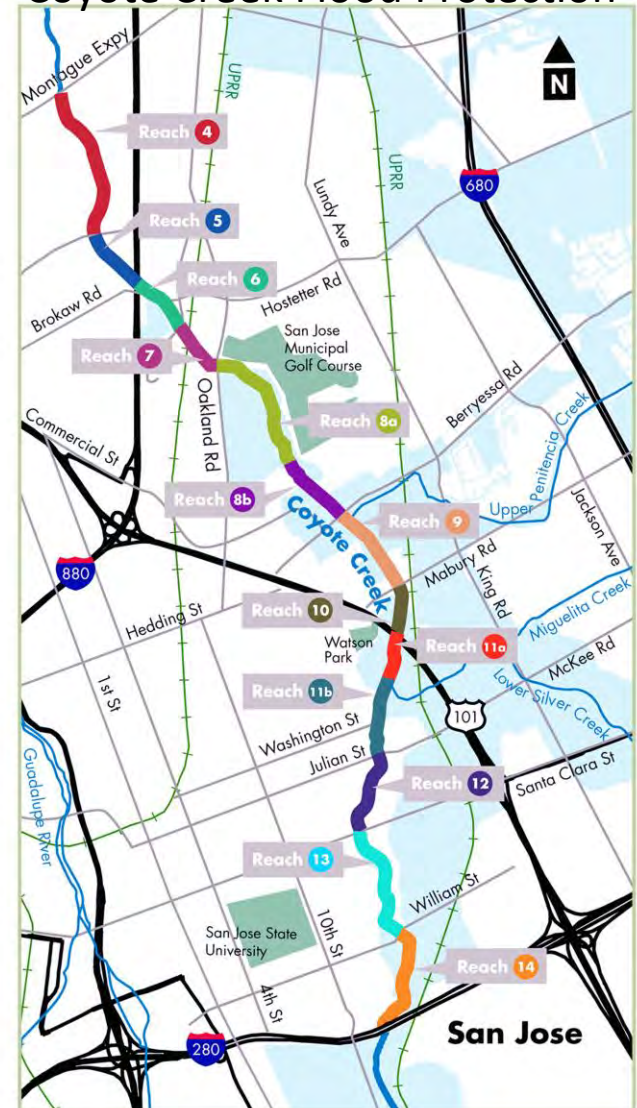 Coyote Creek Flood Protection
Montague Expy
UPRR
N
Reach 4
UPRR
680
Lundy Ave
Reach 5
Reach 6
Hostetter Rd
Brokaw Rd
San Jose
Municipal
Golf Course
Reach 7
Oakland Rd
Berryessa Rd
Commercial St
Reach 8a
Upper Penitencia Creek
Reach 8b
Coyote Creek
Reach 9
Jackson Ave
880
Mabury Rd
King Rd
Hedding St
Reach 10
Miguelita Creek
Watson
Park
Reach 11a
McKee Rd
1st St
Reach 11b
Lower Silver Creek
101
Washington St
Julian St
Guadalupe River
Reach 12
Santa Clara St
Reach 13
William St
San Jose State
University
10th St
Reach 14
4th St
San Jose
280